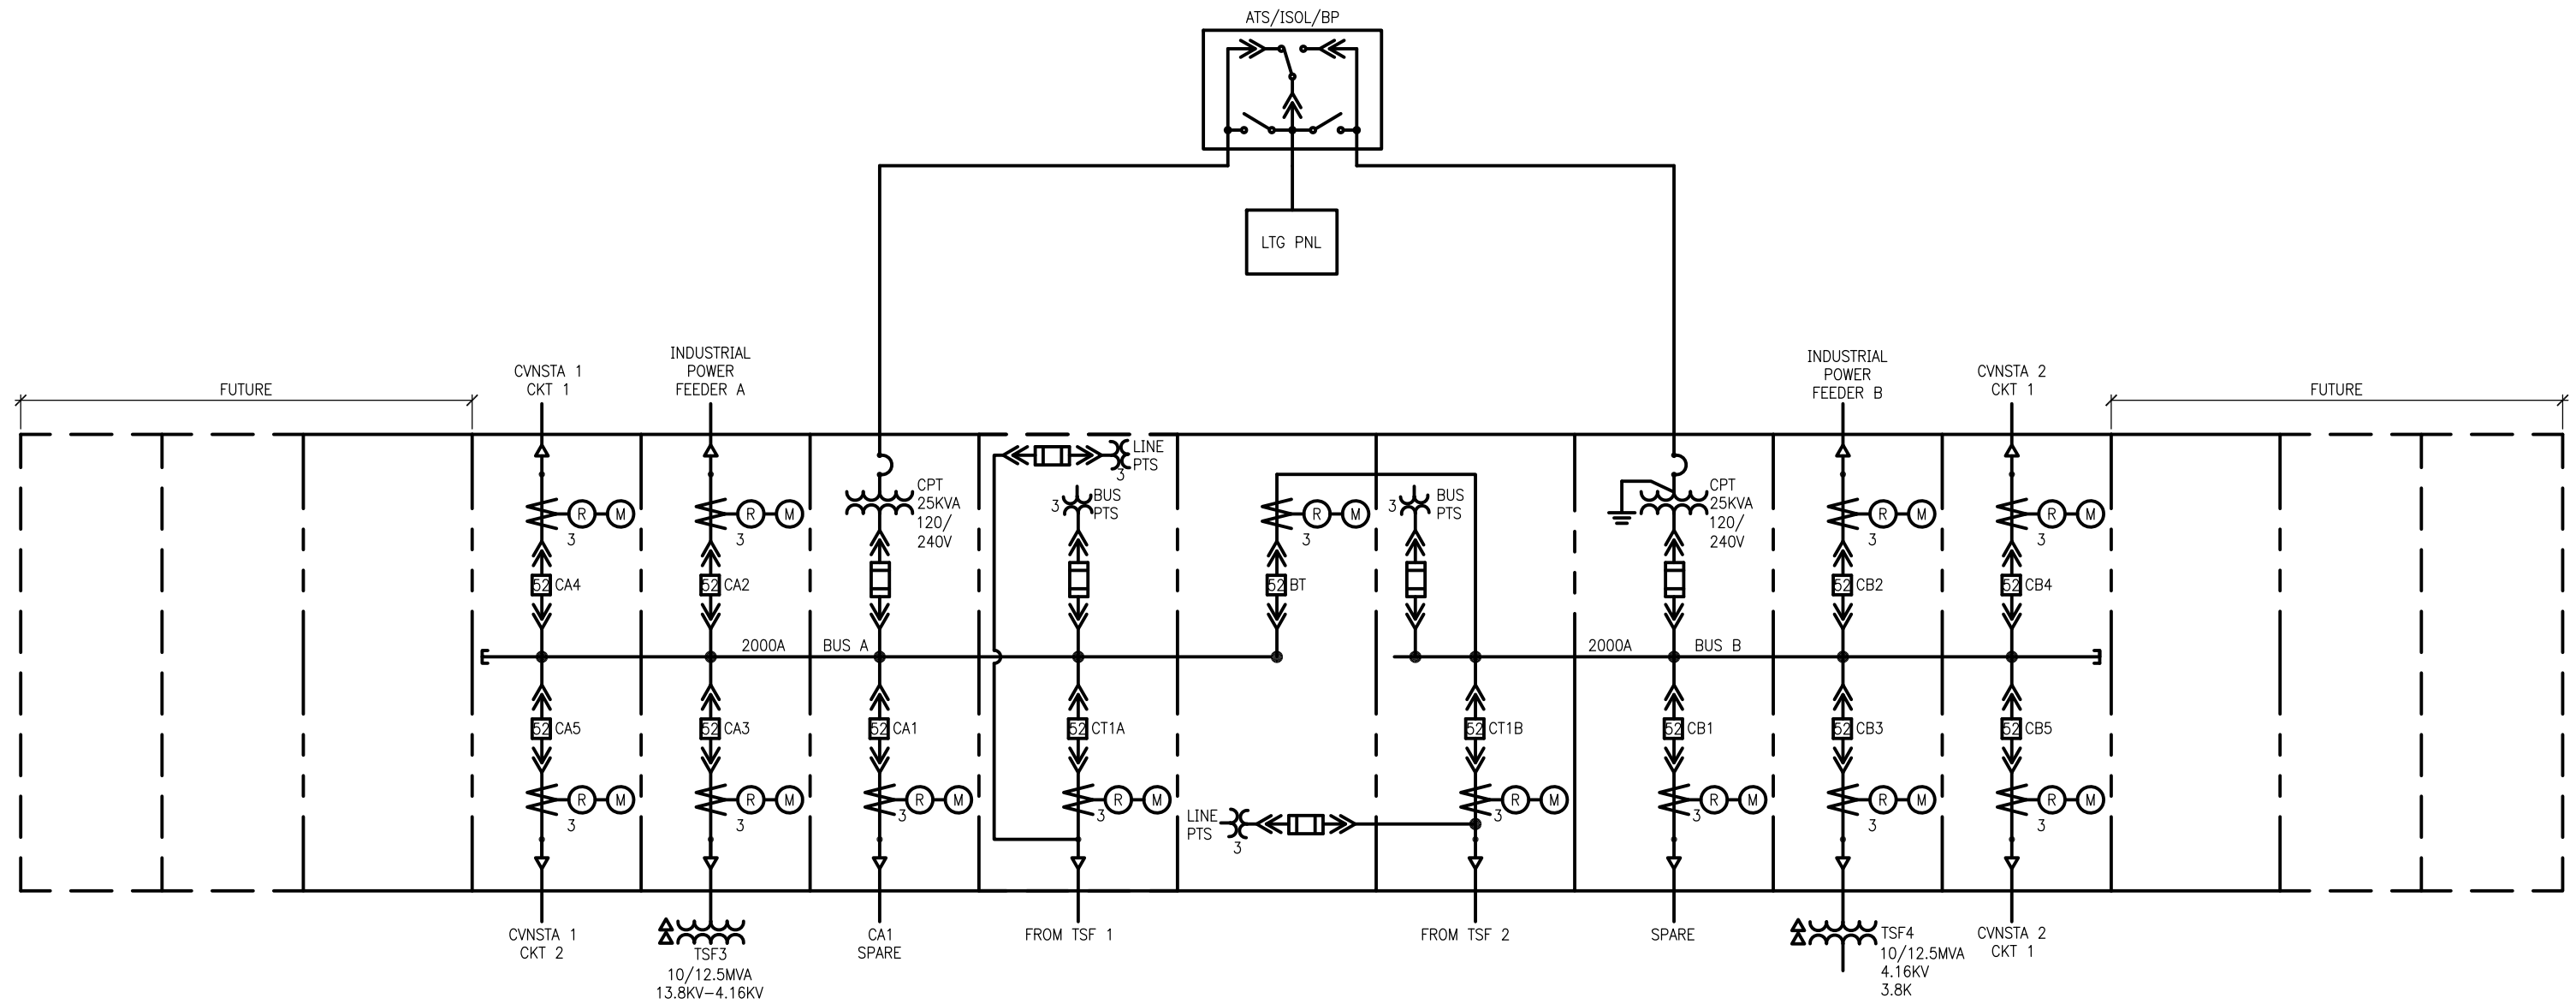 ATS/ISOL/BP
LTG PNL
FUTURE
CVNSTA 1
CKT 1
INDUSTRIAL
POWER
FEEDER A
INDUSTRIAL
POWER
FEEDER B
CVNSTA 2
CKT 1
FUTURE
LINE
PTS
3
R M
3
R M
3
CPT
25KVA
120/
240V
BUS
PTS
3
R M
3
BUS
PTS
3
CPT
25KVA
120/
240V
R M
3
R M
3
52 CA4
52 CA2
52 BT
52 CB2
52 CB4
2000A BUS A
2000A BUS B
52 CA5
52 CA3
52 CA1
52 CT1A
52 CT1B
52 CB1
52 CB3
52 CB5
R M
3
R M
3
R M
3
R M
3
LINE
PTS
3
R M
3
R M
3
R M
3
R M
3
CVNSTA 1
CKT 2
TSF3
10/12.5MVA
13.8KV-4.16KV
CA1
SPARE
FROM TSF 1
FROM TSF 2
SPARE
TSF4
10/12.5MVA
4.16KV
3.8K
CVNSTA 2
CKT 1